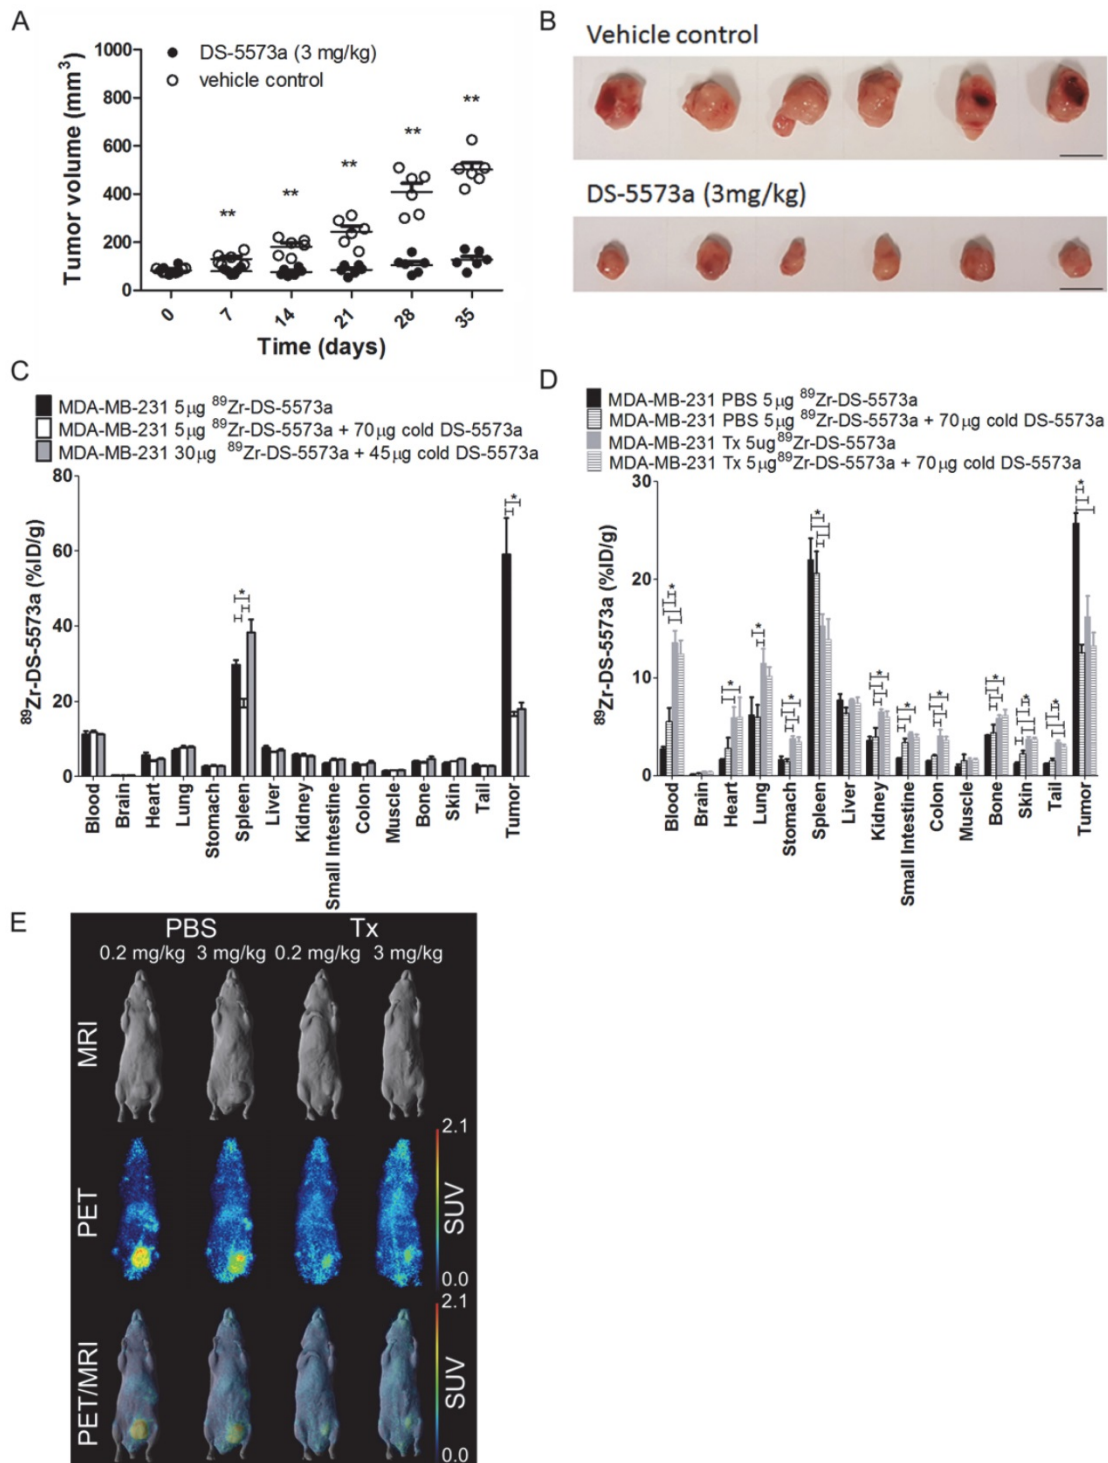 A
Tumor volume (mm³)
1000
800
600
400
200
0
DS-5573a (3 mg/kg)
vehicle control
**
**
**
**
**
0
7
14
21
28
35
Time (days)
B
Vehicle control
DS-5573a (3mg/kg)
C
MDA-MB-231 5µg ⁸⁹Zr-DS-5573a
MDA-MB-231 5µg ⁸⁹Zr-DS-5573a + 70µg cold DS-5573a
MDA-MB-231 30µg ⁸⁹Zr-DS-5573a + 45µg cold DS-5573a
⁸⁹Zr-DS-5573a (%ID/g)
80
60
40
20
0
*
*
Blood
Brain
Heart
Lung
Stomach
Spleen
Liver
Kidney
Small Intestine
Colon
Muscle
Bone
Skin
Tail
Tumor
D
MDA-MB-231 PBS 5µg ⁸⁹Zr-DS-5573a
MDA-MB-231 PBS 5µg ⁸⁹Zr-DS-5573a + 70µg cold DS-5573a
MDA-MB-231 Tx 5ug⁸⁹Zr-DS-5573a
MDA-MB-231 Tx 5µg⁸⁹Zr-DS-5573a + 70µg cold DS-5573a
⁸⁹Zr-DS-5573a (%ID/g)
30
20
10
0
*
*
*
*
*
*
*
*
*
*
*
*
Blood
Brain
Heart
Lung
Stomach
Spleen
Liver
Kidney
Small Intestine
Colon
Muscle
Bone
Skin
Tail
Tumor
E
PBS Tx
0.2 mg/kg 3 mg/kg 0.2 mg/kg 3 mg/kg
MRI
PET
2.1
SUV
0.0
PET/MRI
2.1
SUV
0.0